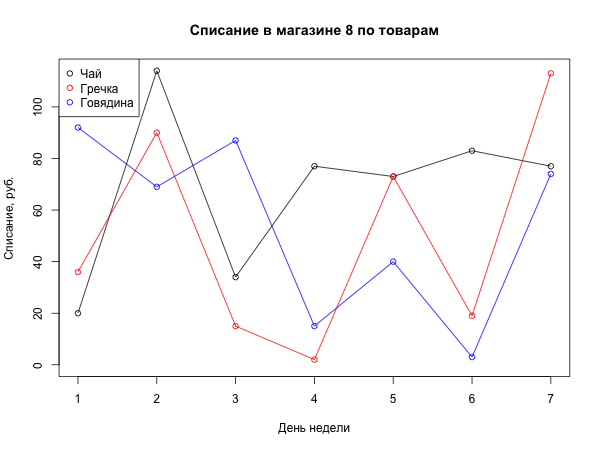 Списание в магазине 8 по товарам
Чай
Гречка
Говядина
Списание, руб.
100
80
60
40
20
0
1 2 3 4 5 6 7
День недели